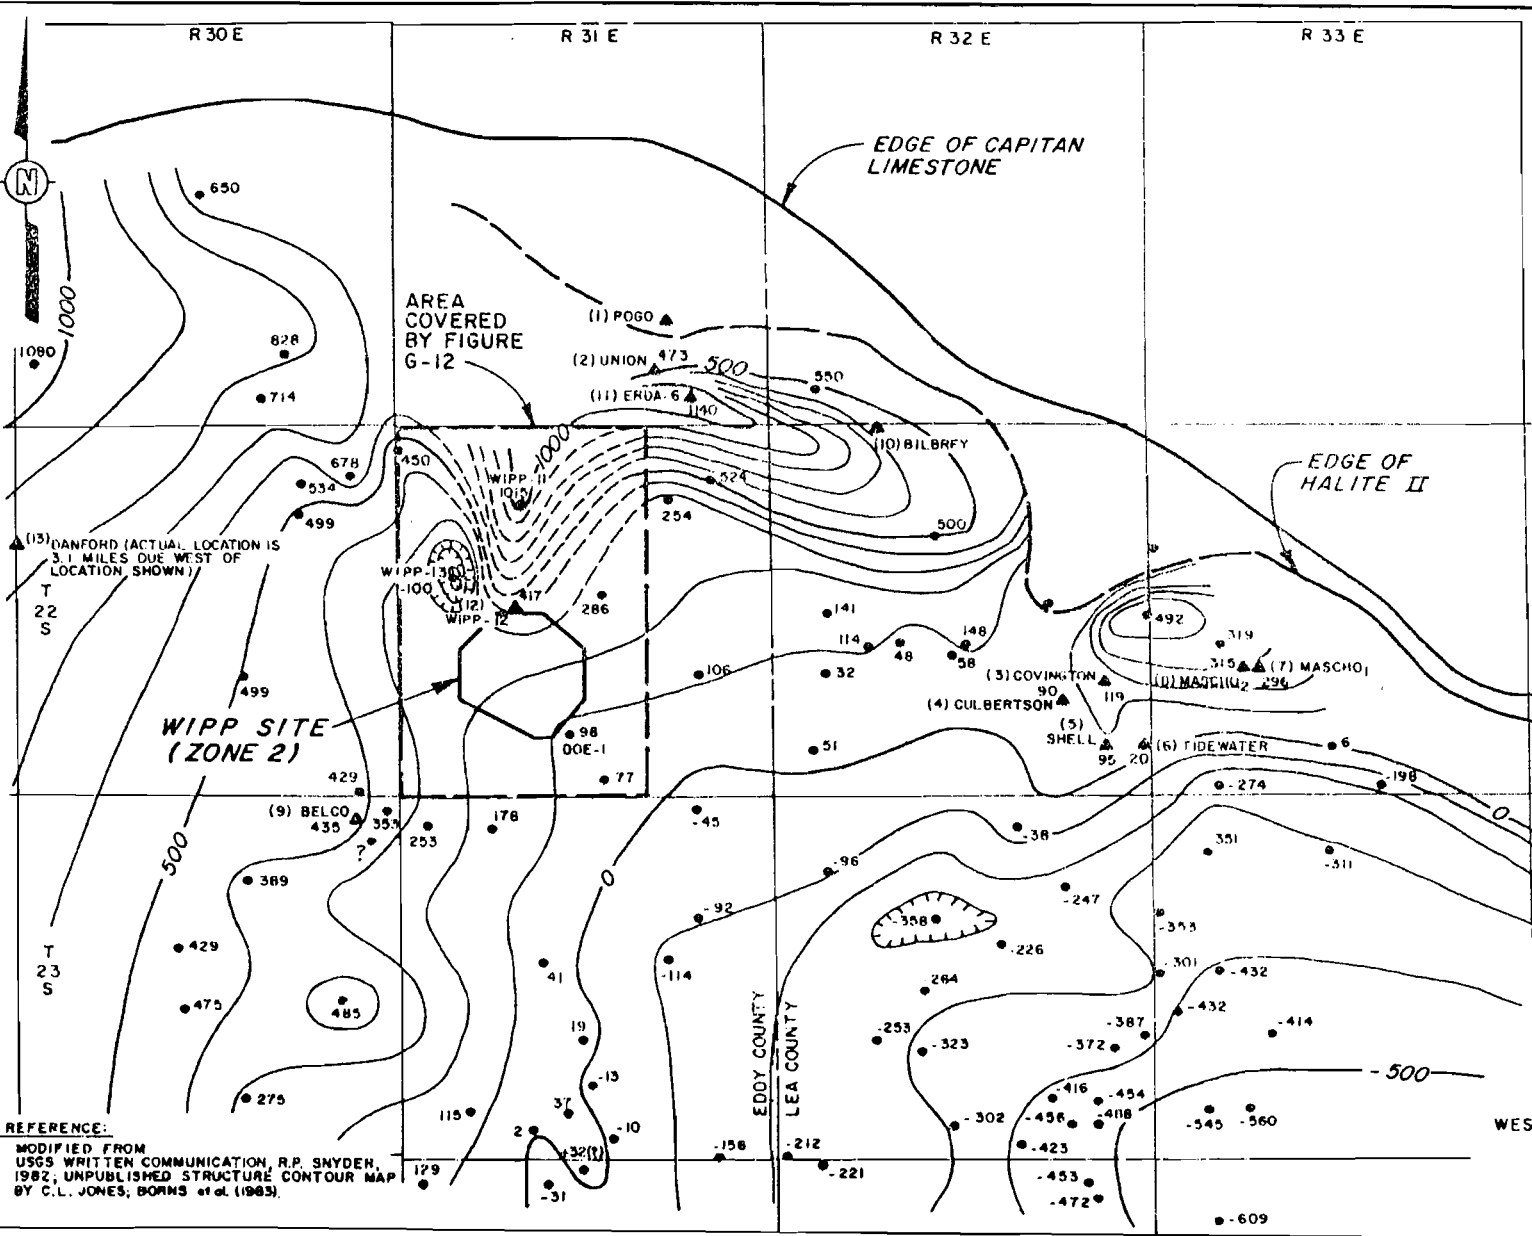 R 30 E
R 31 E
R 32 E
R 33 E
EDGE OF CAPITAN
LIMESTONE
N
650
1000
AREA
COVERED
BY FIGURE
G-12
(1) POGO
1080
828
(2) UNION 473
500
550
714
(11) ERDA-6
1140
(10) BILBREY
1000
450
678
534
WIPP-11
1015
524
EDGE OF
HALITE II
499
254
500
(13) DANFORD (ACTUAL LOCATION IS
3.1 MILES DUE WEST OF
LOCATION SHOWN)
T
22
S
WIPP-13
-100
(12)
WIPP-12
417
286
141
492
114
48
148
58
319
499
106
32
(3) COVINGTON
119
315
(7) MASCHO 1
296
90
(4) CULBERTSON
WIPP SITE
(ZONE 2)
98
DOE-1
51
(5)
SHELL
95
20
(6) TIDEWATER
6
77
-198
-274
429
(9) BELCO
435
353
253
178
-45
-38
0
?
500
351
-311
389
0
-96
-247
-92
-358
-353
T
23
S
429
41
-114
-226
-301
-432
284
475
485
19
EDDY COUNTY
LEA COUNTY
-253
-323
-432
-387
-372
-414
-500
-13
275
115
37
-416
-454
-302
-456
-488
-545
-560
WES
2
-10
-423
+32(?)
-156
-212
-221
129
-31
-453
-472
-609
REFERENCE:
MODIFIED FROM
USGS WRITTEN COMMUNICATION, R.P. SNYDER,
1982; UNPUBLISHED STRUCTURE CONTOUR MAP
BY C.L. JONES; BORNS et al. (1983).